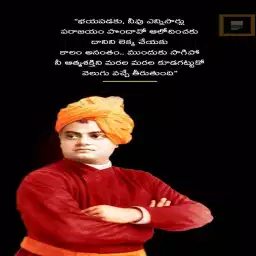 "భయపడకు, నీవు ఎన్నిసార్లు
పరాజయం పొందావో ఆలోచించకు
దానిని లెక్క చేయకు
కాలం అనంతం.. ముందుకు సాగిపో
నీ ఆత్మశక్తిని మరల మరల కూడగట్టుకో
వెలుగు వచ్చే తీరుతుంది"